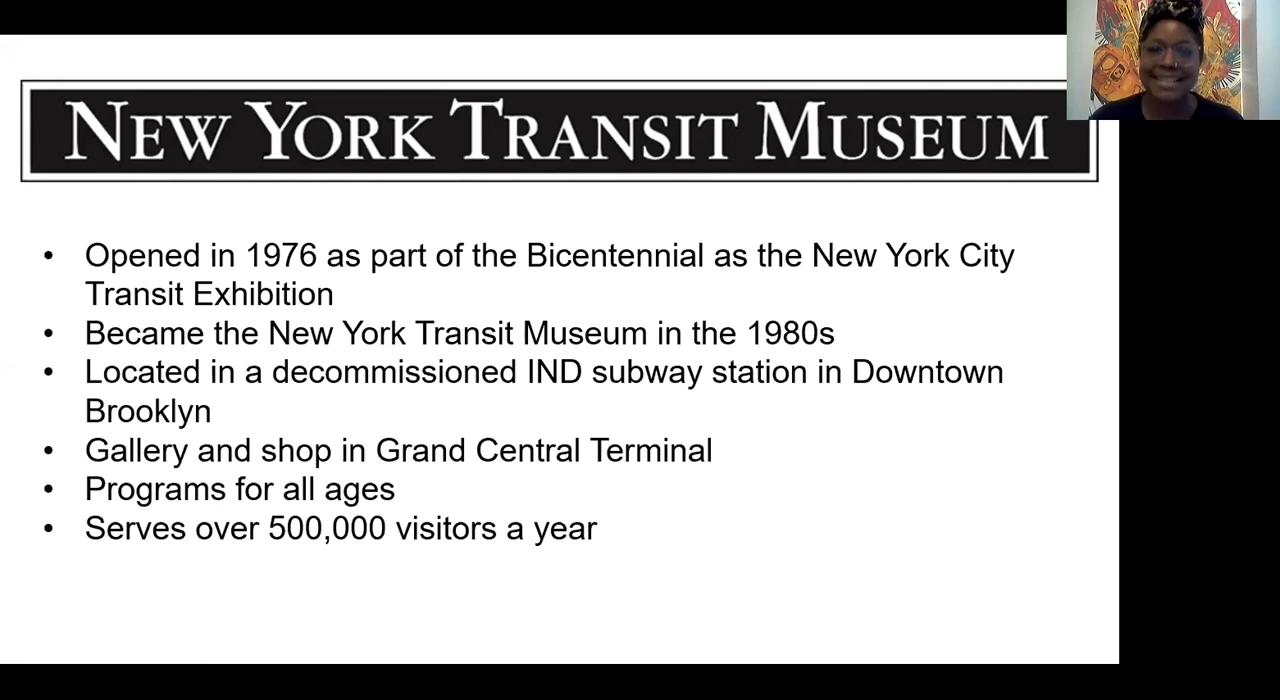 NEW YORK TRANSIT MUSEUM
• Opened in 1976 as part of the Bicentennial as the New York City
Transit Exhibition
• Became the New York Transit Museum in the 1980s
• Located in a decommissioned IND subway station in Downtown
Brooklyn
• Gallery and shop in Grand Central Terminal
• Programs for all ages
• Serves over 500,000 visitors a year